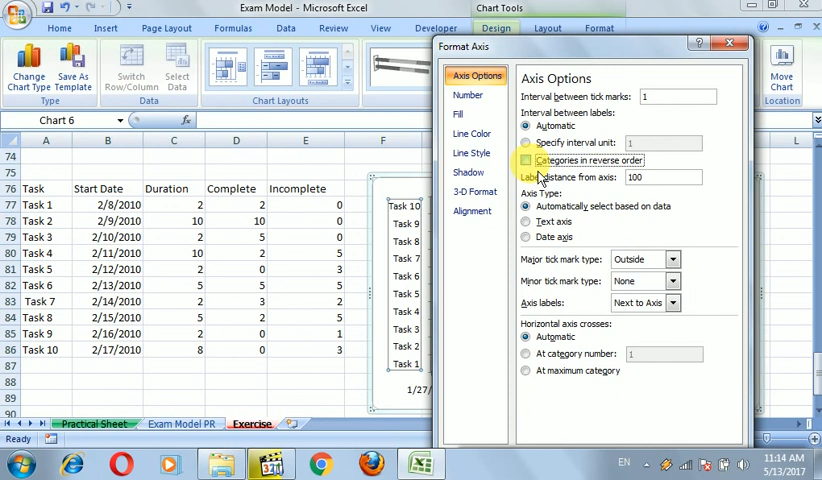 Exam Model - Microsoft Excel
Chart Tools
Home Insert Page Layout Formulas Data Review View Developer Design Layout Format
Change Chart Type
Save As Template
Switch Row/Column
Select Data
Move Chart
Type Data Chart Layouts Location
Chart 6
A B C D E F L
74
75
76 Task Start Date Duration Complete Incomplete
77 Task 1 2/8/2010 2 2 0
78 Task 2 2/9/2010 10 10 0
79 Task 3 2/10/2010 2 5 0
80 Task 4 2/11/2010 10 2 5
81 Task 5 2/12/2010 2 0 3
82 Task 6 2/13/2010 5 5 5
83 Task 7 2/14/2010 2 3 2
84 Task 8 2/15/2010 5 2 5
85 Task 9 2/16/2010 2 0 1
86 Task 10 2/17/2010 8 0 3
87
88
89
90
Task 10
Task 9
Task 8
Task 7
Task 6
Task 5
Task 4
Task 3
Task 2
Task 1
1/27/
Format Axis
Axis Options
Number
Fill
Line Color
Line Style
Shadow
3-D Format
Alignment
Axis Options
Interval between tick marks: 1
Interval between labels:
Automatic
Specify interval unit: 1
Categories in reverse order
Label distance from axis: 100
Axis Type:
Automatically select based on data
Text axis
Date axis
Major tick mark type: Outside
Minor tick mark type: None
Axis labels: Next to Axis
Horizontal axis crosses:
Automatic
At category number: 1
At maximum category
Practical Sheet Exam Model PR Exercise
Ready
EN
11:14 AM
5/13/2017